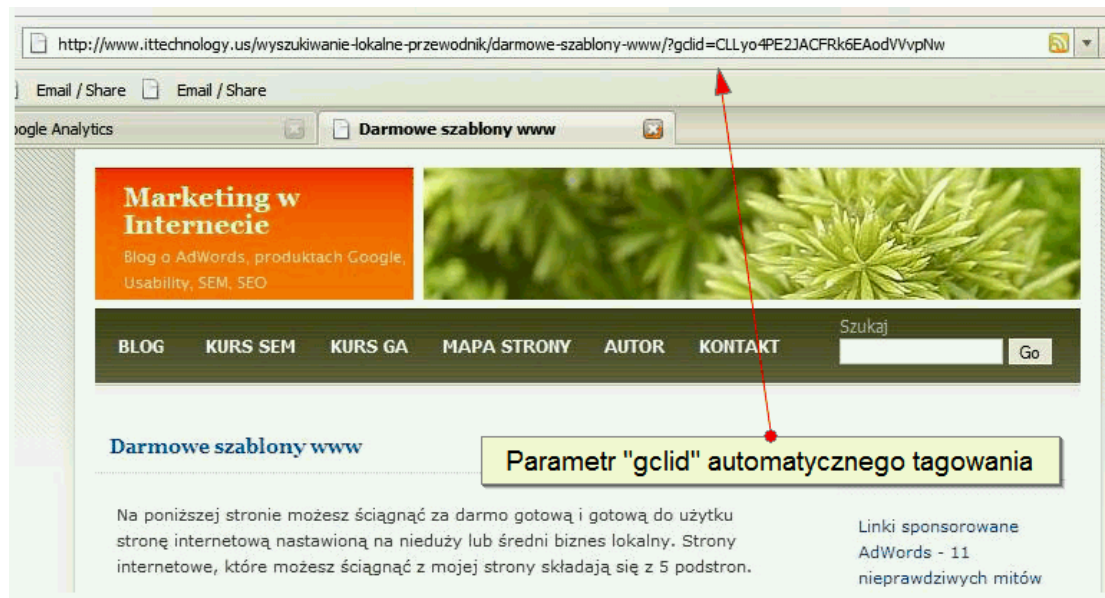 http://www.ittechnology.us/wyszukiwanie-lokalne-przewodnik/darmowe-szablony-www/?gclid=CLLyo4PE2JACFRk6EAodVVvpNw
Email / Share Email / Share
oogle Analytics Darmowe szablony www
Marketing w
Internecie
Blog o AdWords, produktach Google,
Usability, SEM, SEO
Szukaj
BLOG KURS SEM KURS GA MAPA STRONY AUTOR KONTAKT Go
Darmowe szablony www
Parametr "gclid" automatycznego tagowania
Na poniższej stronie możesz ściągnąć za darmo gotową i gotową do użytku
stronę internetową nastawioną na nieduży lub średni biznes lokalny. Strony
internetowe, które możesz ściągnąć z mojej strony składają się z 5 podstron.
Linki sponsorowane
AdWords - 11
nieprawdziwych mitów